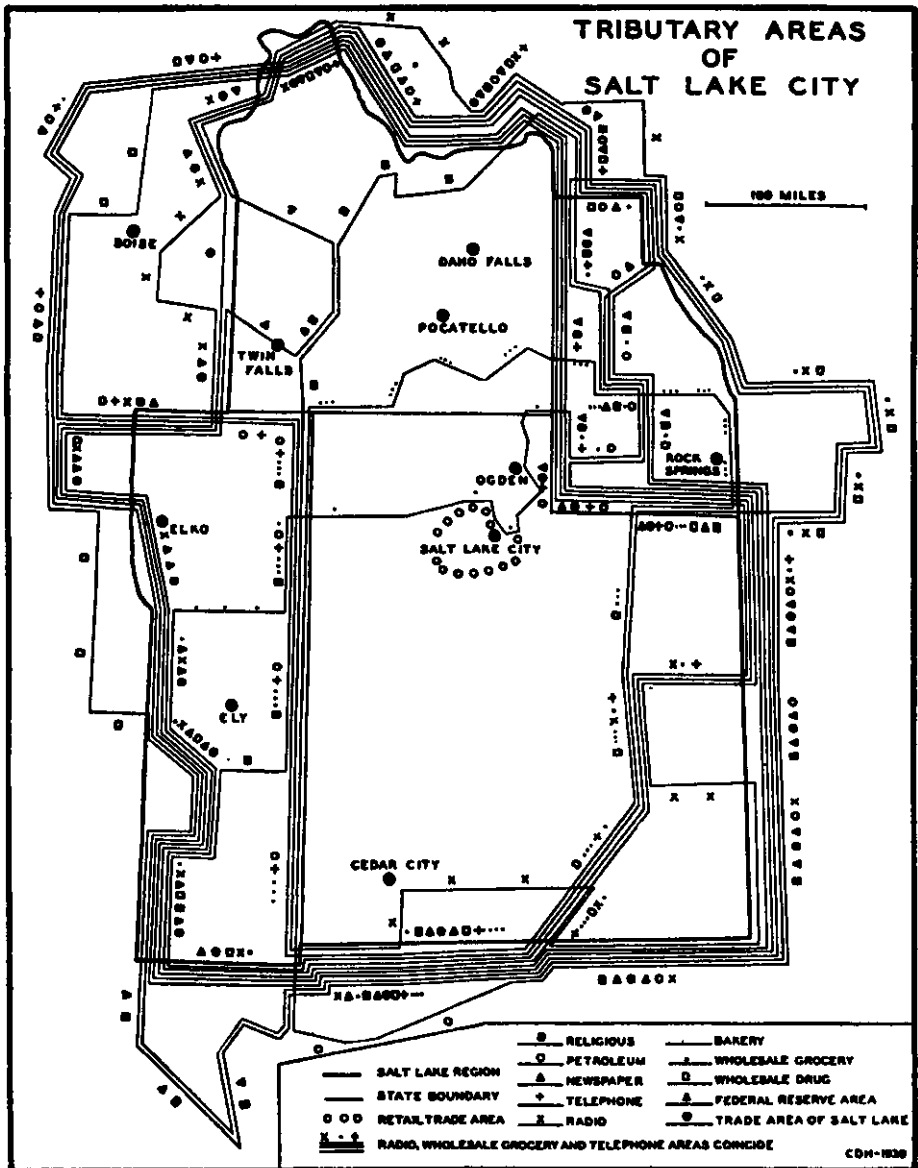 TRIBUTARY AREAS
OF
SALT LAKE CITY
100 MILES
BOISE
IDAHO FALLS
POCATELLO
TWIN
FALLS
ROCK
SPRINGS
OGDEN
ELKO
SALT LAKE CITY
ELY
CEDAR CITY
SALT LAKE REGION
STATE BOUNDARY
RETAIL TRADE AREA
RELIGIOUS
PETROLEUM
NEWSPAPER
TELEPHONE
RADIO
BAKERY
WHOLESALE GROCERY
WHOLESALE DRUG
FEDERAL RESERVE AREA
TRADE AREA OF SALT LAKE
RADIO, WHOLESALE GROCERY AND TELEPHONE AREAS COINCIDE